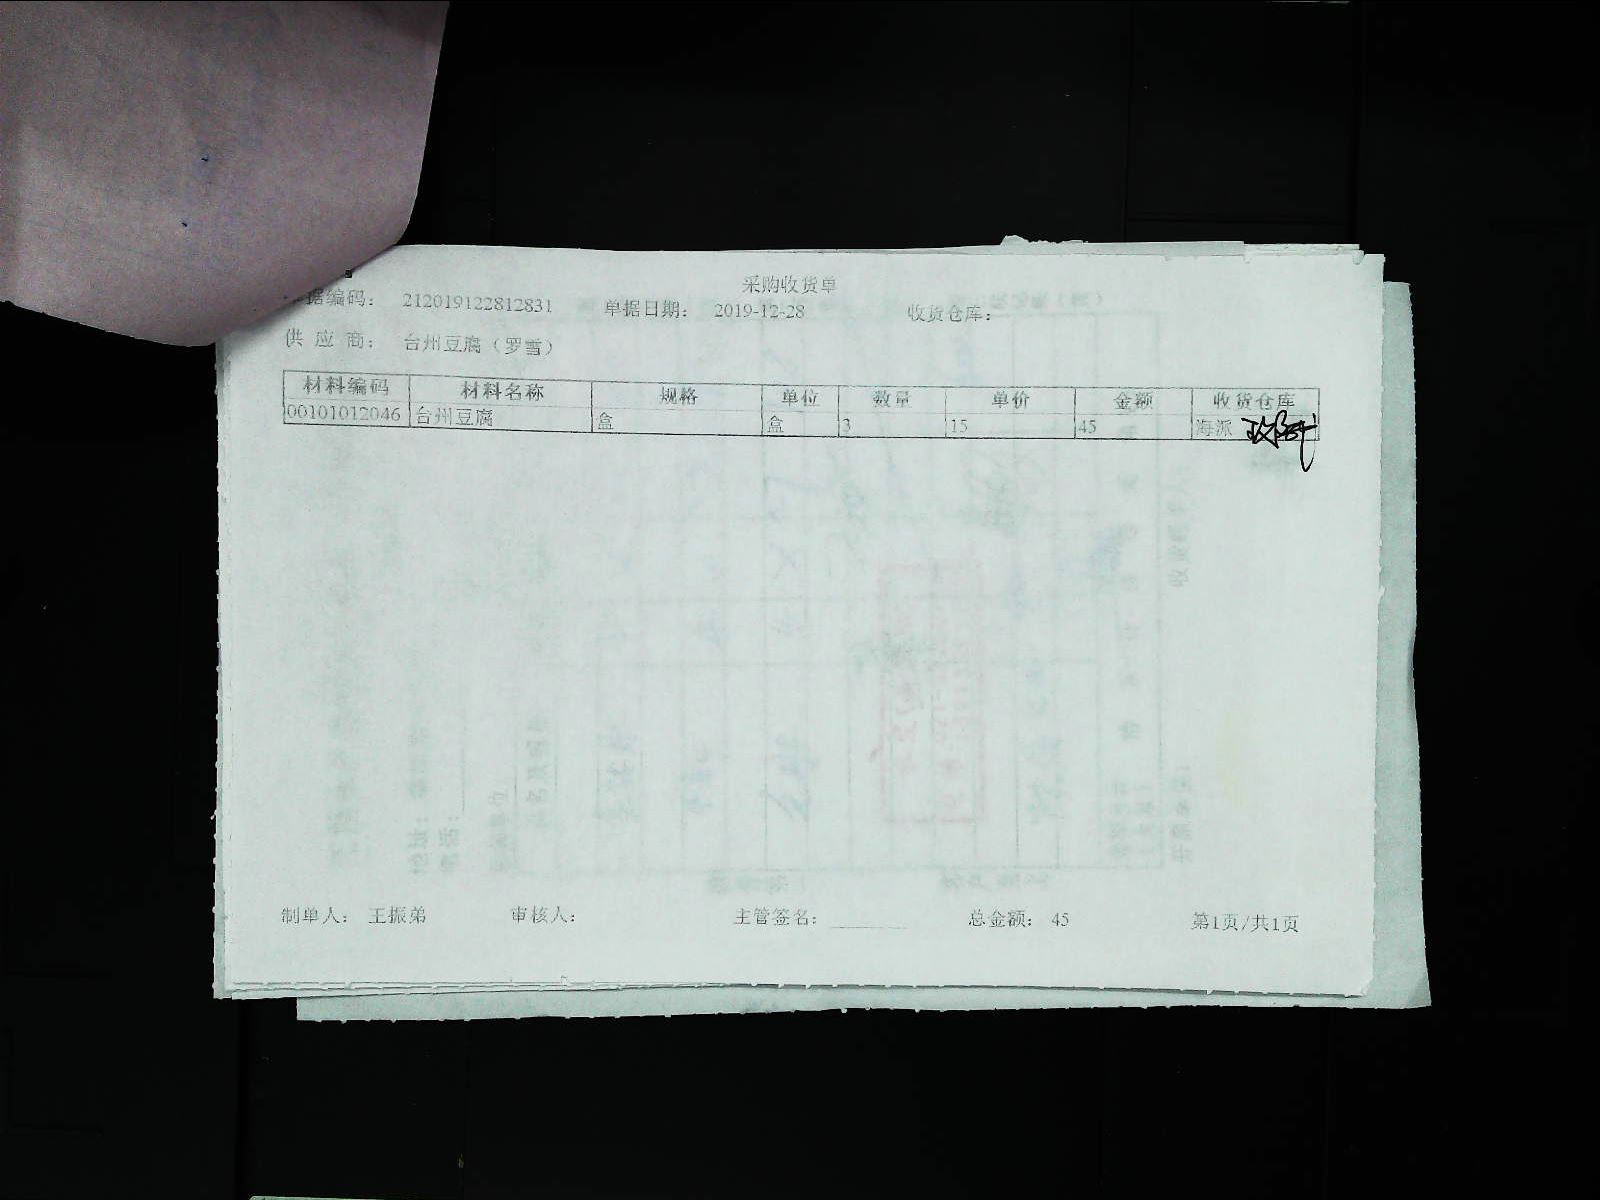 采购收货单
据编码： 212019122812831 单据日期： 2019-12-28 收货仓库：
供 应 商： 台州豆腐（罗雪）
材料编码 材料名称 规格 单位 数量 单价 金额 收货仓库
00101012046 台州豆腐 盒 盒 3 15 45 海派
制单人： 王振弟 审核人： 主管签名： 总金额： 45 第1页/共1页